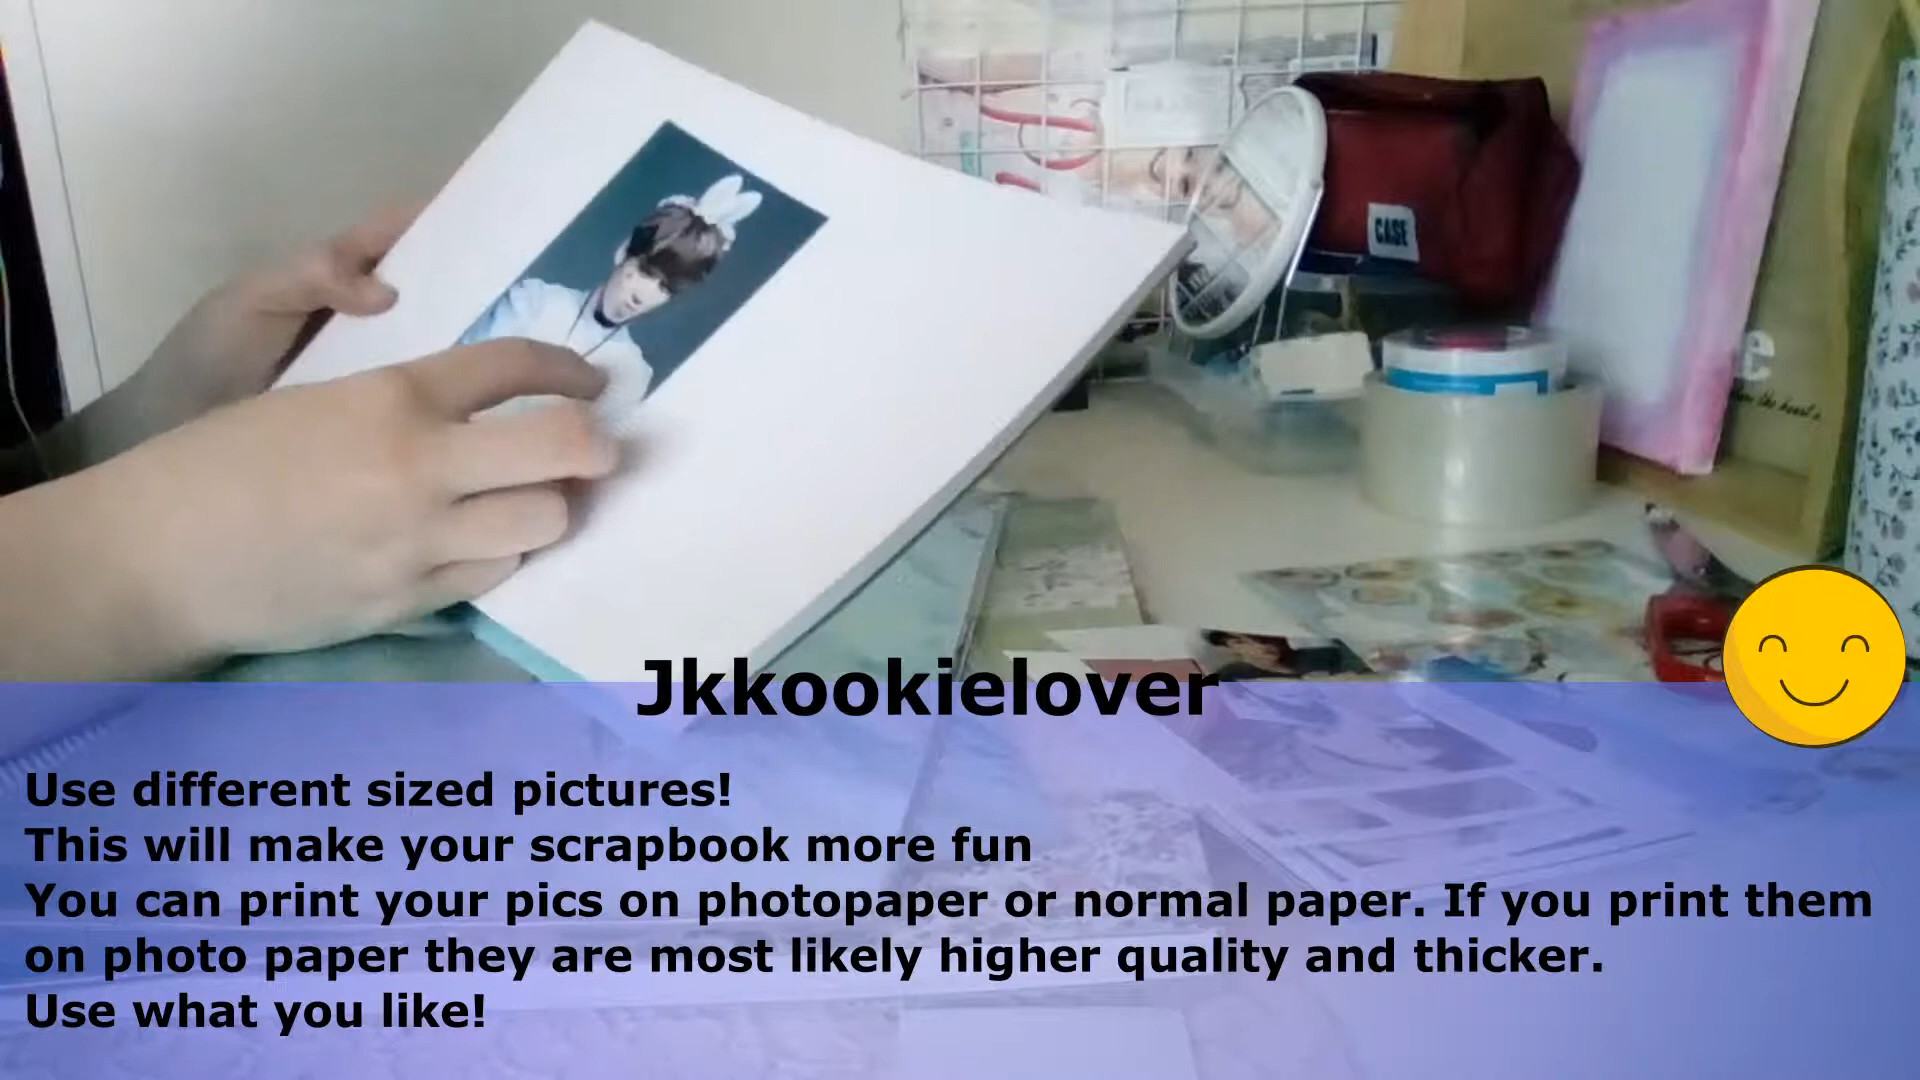 CASE
e
Jkkookielover
Use different sized pictures!
This will make your scrapbook more fun
You can print your pics on photopaper or normal paper. If you print them
on photo paper they are most likely higher quality and thicker.
Use what you like!